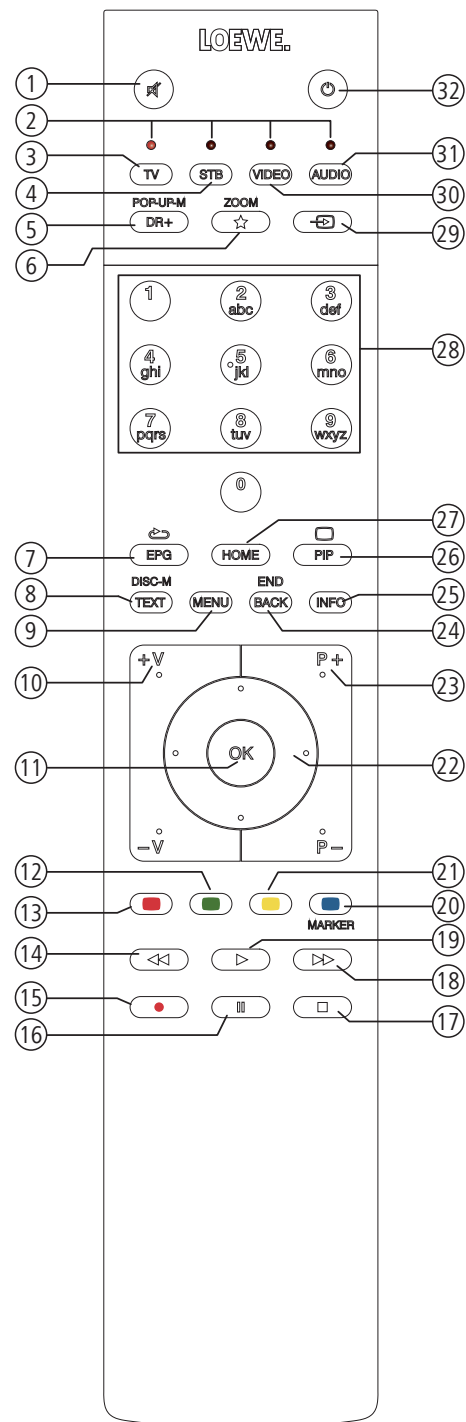 LOEWE.
1
32
2
3
TV
STB
VIDEO
AUDIO
31
4
30
POP-UP-M
ZOOM
5
DR+
29
6
1
2
abc
3
def
4
ghi
5
jkl
6
mno
28
7
pqrs
8
tuv
9
wxyz
0
27
7
EPG
HOME
PIP
26
DISC-M
END
8
TEXT
MENU
BACK
INFO
25
9
24
+V
P+
10
23
11
OK
22
-V
P-
12
21
13
20
MARKER
14
19
18
15
16
17